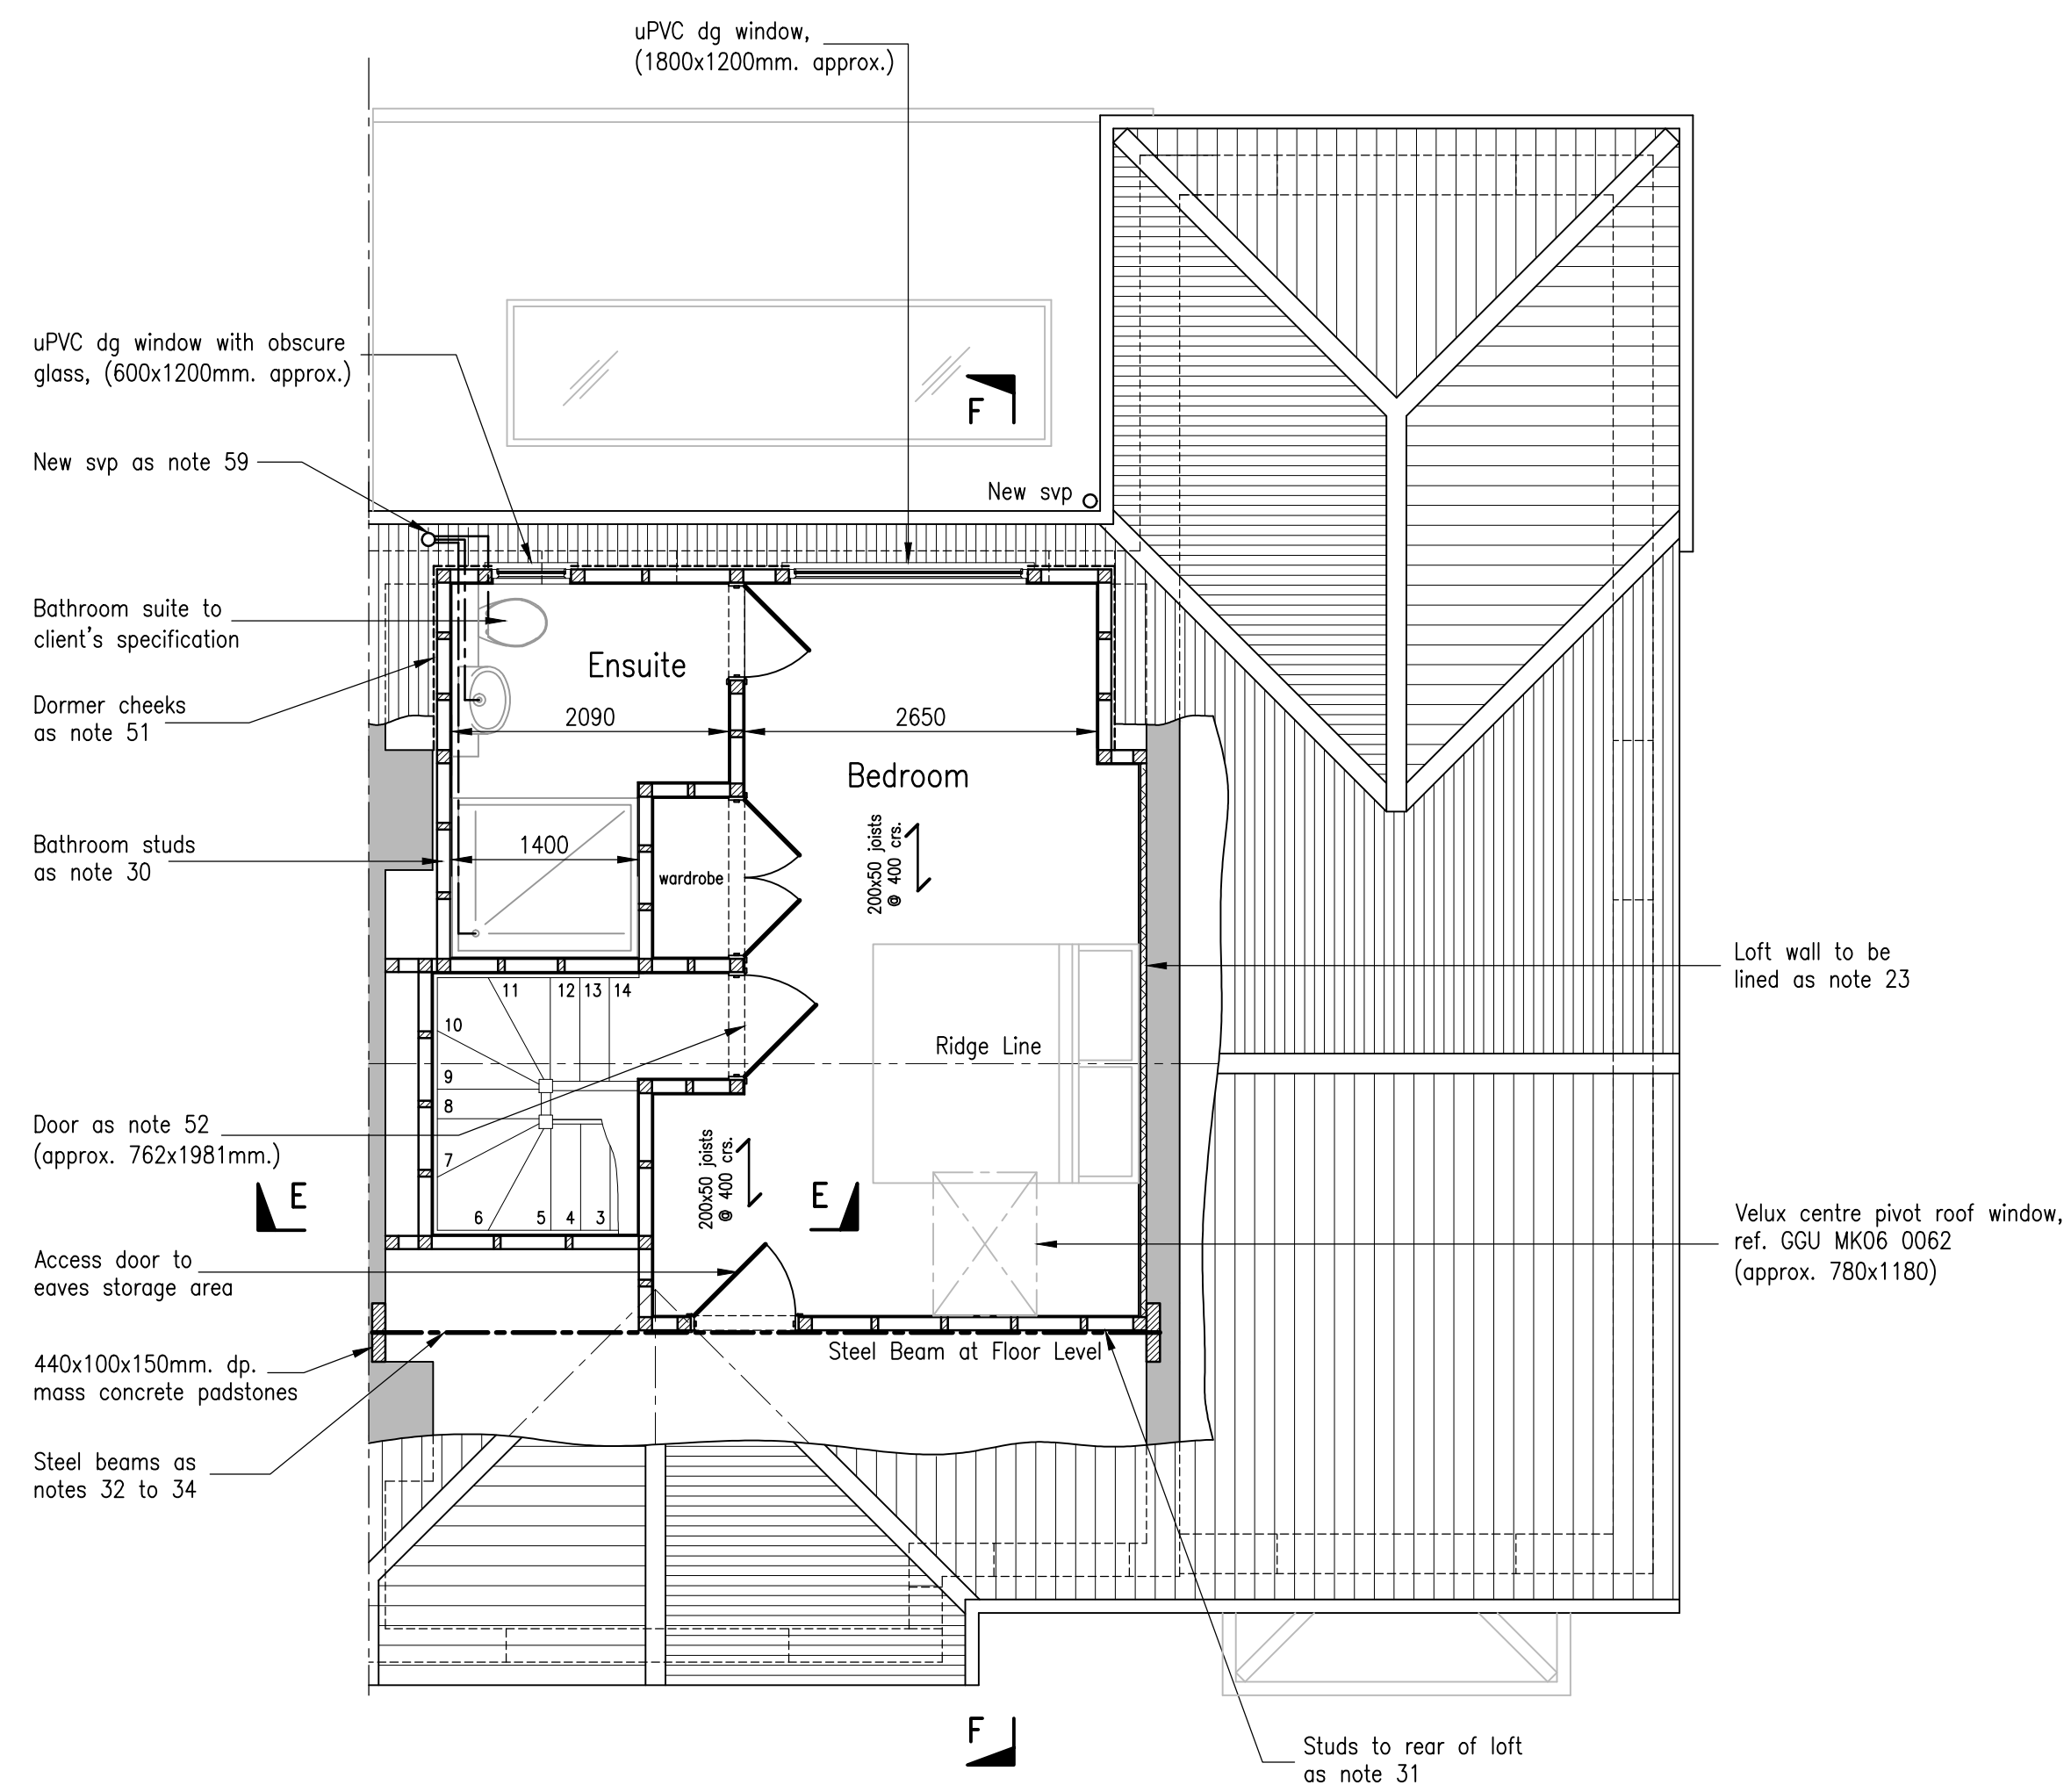 uPVC dg window,
(1800x1200mm. approx.)
uPVC dg window with obscure
glass, (600x1200mm. approx.)
F
New svp as note 59
New svp
Bathroom suite to
client's specification
Ensuite
Dormer cheeks
as note 51
2090
2650
Bedroom
Bathroom studs
as note 30
1400
wardrobe
200x50 joists
@ 400 crs.
Loft wall to be
lined as note 23
11
12
13
14
10
9
8
7
6
5
4
3
Ridge Line
Door as note 52
(approx. 762x1981mm.)
200x50 joists
@ 400 crs.
E
E
Velux centre pivot roof window,
ref. GGU MK06 0062
(approx. 780x1180)
Access door to
eaves storage area
Steel Beam at Floor Level
440x100x150mm. dp.
mass concrete padstones
Steel beams as
notes 32 to 34
F
Studs to rear of loft
as note 31